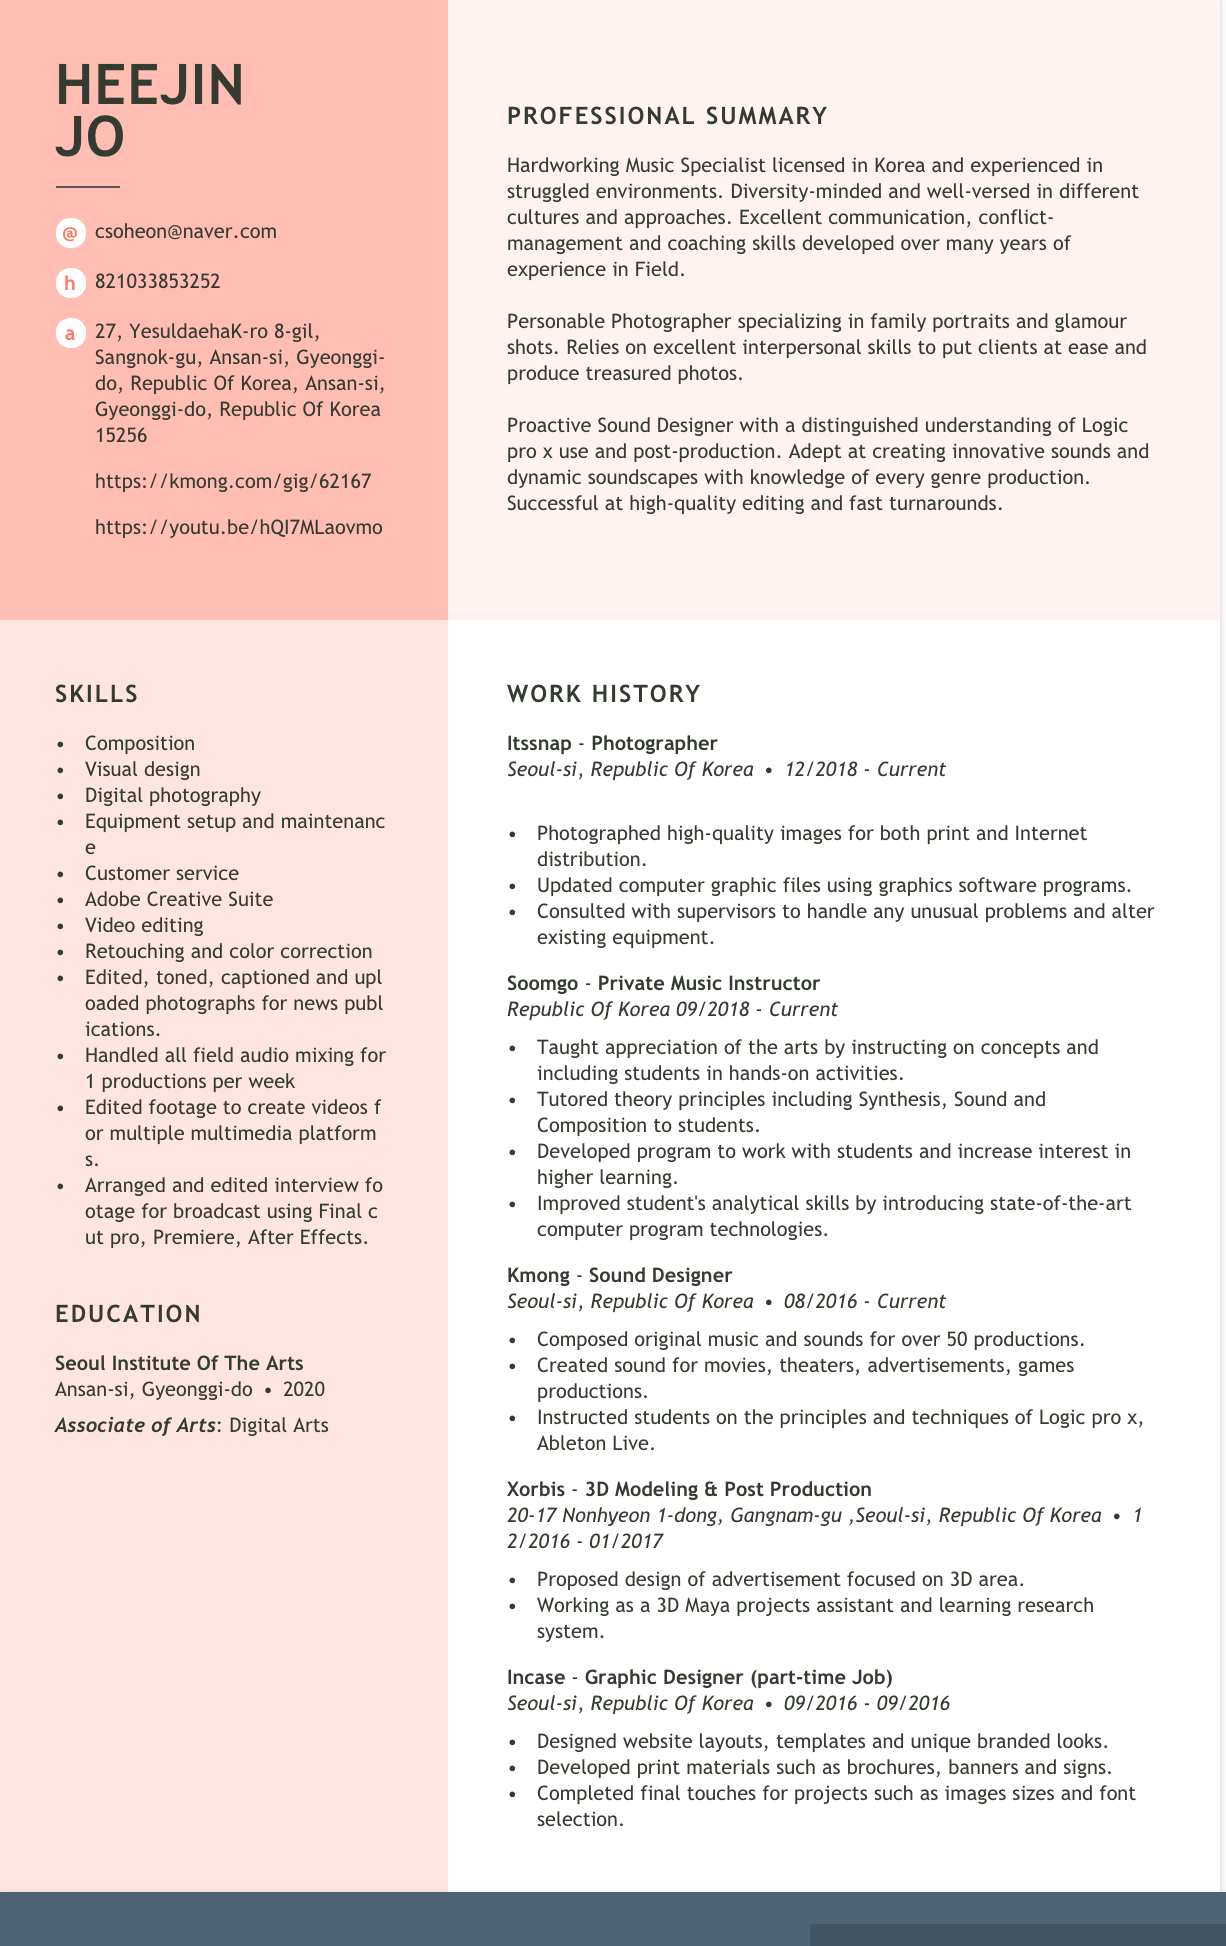 HEEJIN
JO
@ csoheon@naver.com
h 821033853252
a 27, YesuldaehaK-ro 8-gil,
Sangnok-gu, Ansan-si, Gyeonggi-
do, Republic Of Korea, Ansan-si,
Gyeonggi-do, Republic Of Korea
15256
https://kmong.com/gig/62167
https://youtu.be/hQI7MLaovmo
PROFESSIONAL SUMMARY
Hardworking Music Specialist licensed in Korea and experienced in
struggled environments. Diversity-minded and well-versed in different
cultures and approaches. Excellent communication, conflict-
management and coaching skills developed over many years of
experience in Field.
Personable Photographer specializing in family portraits and glamour
shots. Relies on excellent interpersonal skills to put clients at ease and
produce treasured photos.
Proactive Sound Designer with a distinguished understanding of Logic
pro x use and post-production. Adept at creating innovative sounds and
dynamic soundscapes with knowledge of every genre production.
Successful at high-quality editing and fast turnarounds.
SKILLS
• Composition
• Visual design
• Digital photography
• Equipment setup and maintenanc
e
• Customer service
• Adobe Creative Suite
• Video editing
• Retouching and color correction
• Edited, toned, captioned and upl
oaded photographs for news publ
ications.
• Handled all field audio mixing for
1 productions per week
• Edited footage to create videos f
or multiple multimedia platform
s.
• Arranged and edited interview fo
otage for broadcast using Final c
ut pro, Premiere, After Effects.
EDUCATION
Seoul Institute Of The Arts
Ansan-si, Gyeonggi-do • 2020
Associate of Arts: Digital Arts
WORK HISTORY
Itssnap - Photographer
Seoul-si, Republic Of Korea • 12/2018 - Current
• Photographed high-quality images for both print and Internet
distribution.
• Updated computer graphic files using graphics software programs.
• Consulted with supervisors to handle any unusual problems and alter
existing equipment.
Soomgo - Private Music Instructor
Republic Of Korea 09/2018 - Current
• Taught appreciation of the arts by instructing on concepts and
including students in hands-on activities.
• Tutored theory principles including Synthesis, Sound and
Composition to students.
• Developed program to work with students and increase interest in
higher learning.
• Improved student's analytical skills by introducing state-of-the-art
computer program technologies.
Kmong - Sound Designer
Seoul-si, Republic Of Korea • 08/2016 - Current
• Composed original music and sounds for over 50 productions.
• Created sound for movies, theaters, advertisements, games
productions.
• Instructed students on the principles and techniques of Logic pro x,
Ableton Live.
Xorbis - 3D Modeling & Post Production
20-17 Nonhyeon 1-dong, Gangnam-gu ,Seoul-si, Republic Of Korea • 1
2/2016 - 01/2017
• Proposed design of advertisement focused on 3D area.
• Working as a 3D Maya projects assistant and learning research
system.
Incase - Graphic Designer (part-time Job)
Seoul-si, Republic Of Korea • 09/2016 - 09/2016
• Designed website layouts, templates and unique branded looks.
• Developed print materials such as brochures, banners and signs.
• Completed final touches for projects such as images sizes and font
selection.